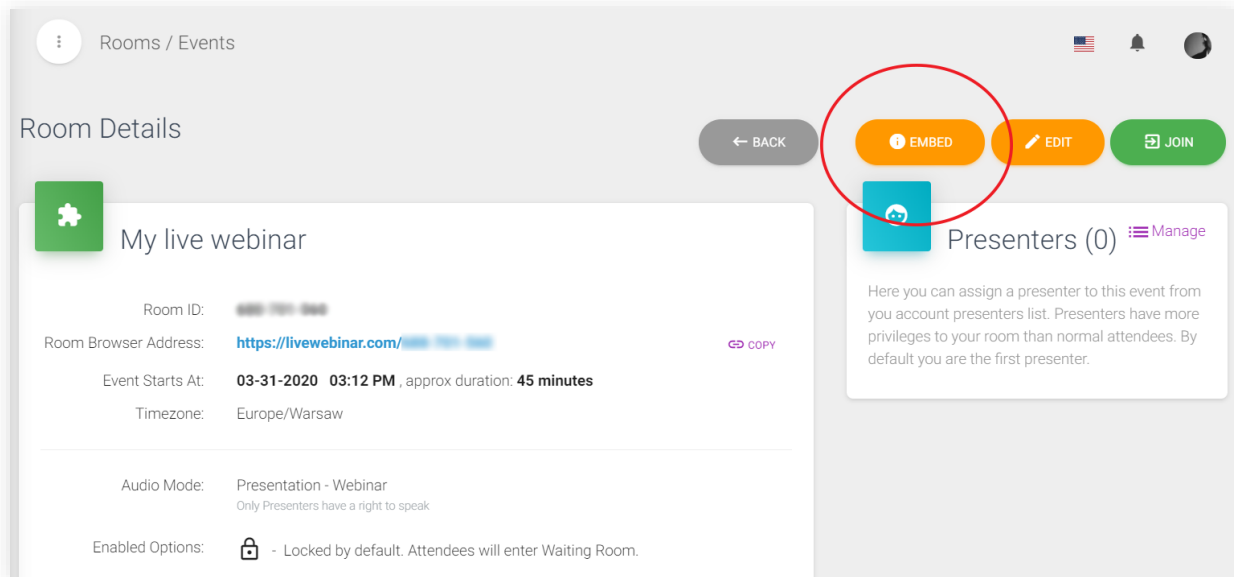 Rooms / Events
Room Details
BACK
EMBED
EDIT
JOIN
My live webinar
Room ID:
Room Browser Address: https://livewebinar.com/
COPY
Event Starts At: 03-31-2020 03:12 PM , approx duration: 45 minutes
Timezone: Europe/Warsaw
Audio Mode: Presentation - Webinar
Only Presenters have a right to speak
Enabled Options: - Locked by default. Attendees will enter Waiting Room.
Presenters (0)
Manage
Here you can assign a presenter to this event from
you account presenters list. Presenters have more
privileges to your room than normal attendees. By
default you are the first presenter.